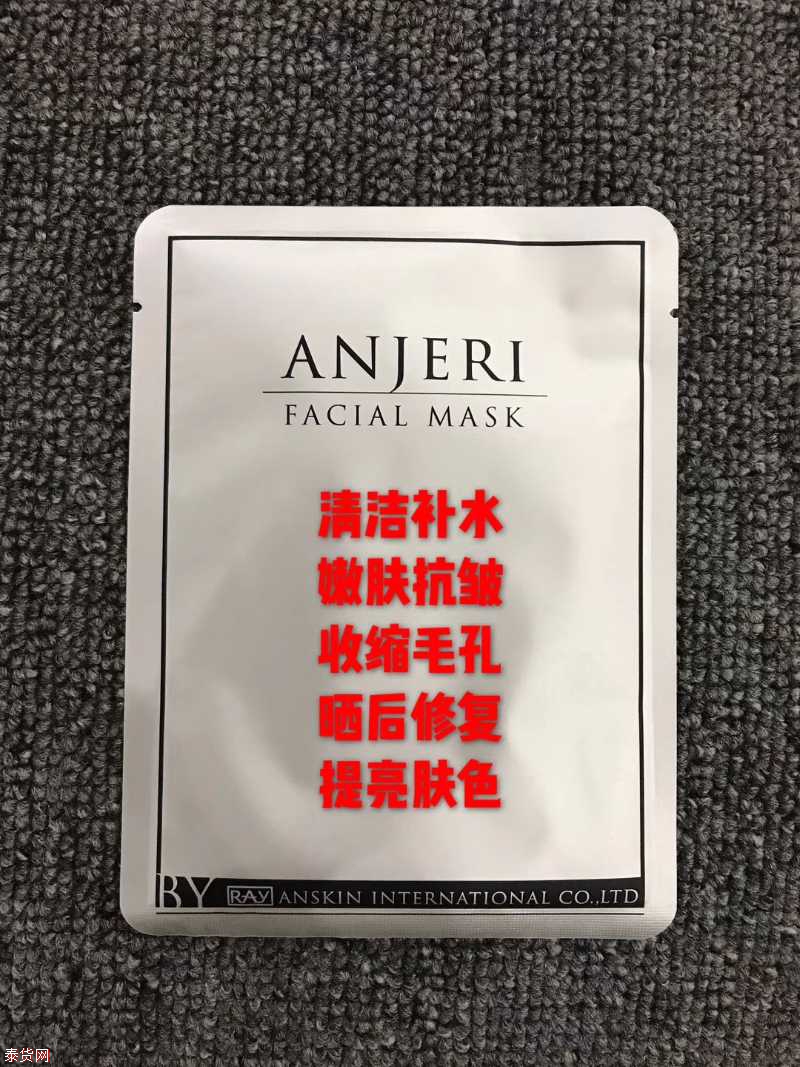 ANJERI
FACIAL MASK
清洁补水
嫩肤抗皱
收缩毛孔
晒后修复
提亮肤色
BY RAY ANSKIN INTERNATIONAL CO.,LTD
泰货网